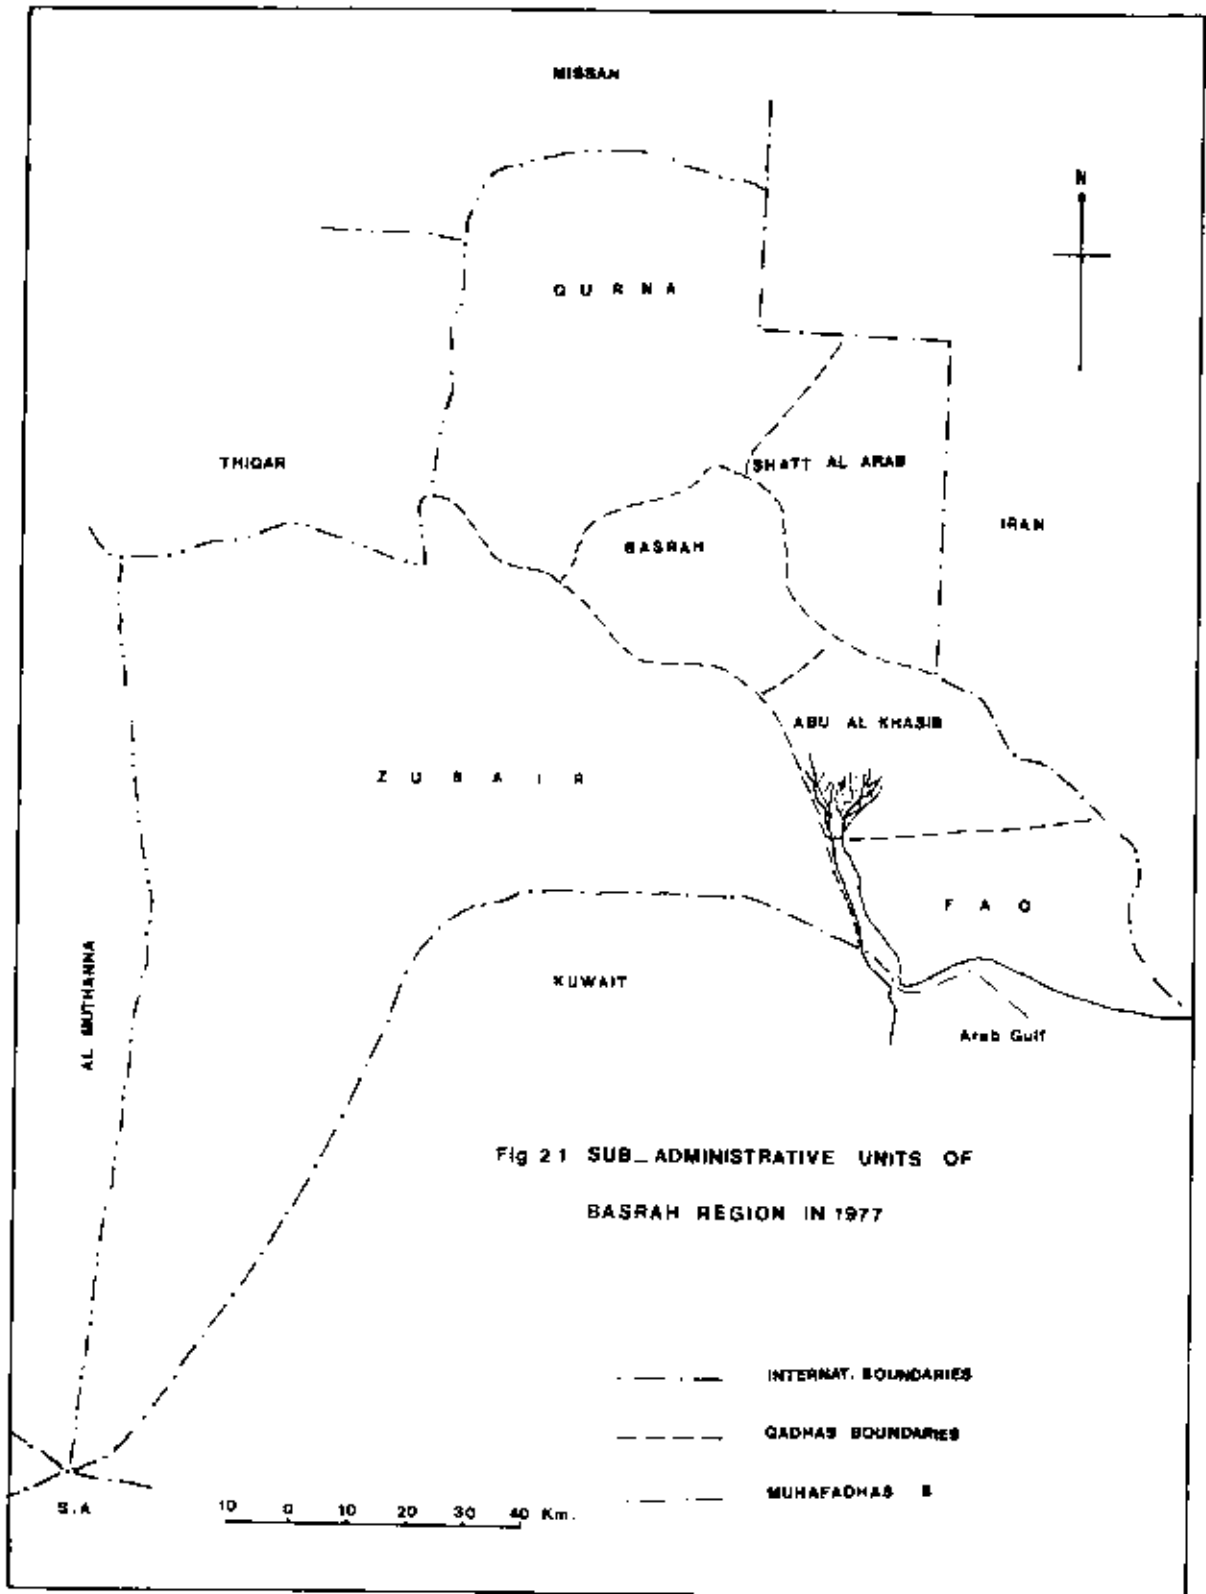 MISSAN
N
QURNA
THIQAR
SHATT AL ARAB
IRAN
BASRAH
ABU AL KHASIB
ZUBAIR
FAO
AL MUTHANNA
KUWAIT
Arab Gulf
Fig 2 1 SUB_ADMINISTRATIVE UNITS OF
BASRAH REGION IN 1977
INTERNAT. BOUNDARIES
QADHAS BOUNDARIES
MUHAFADHAS B
S.A
10 0 10 20 30 40 Km.